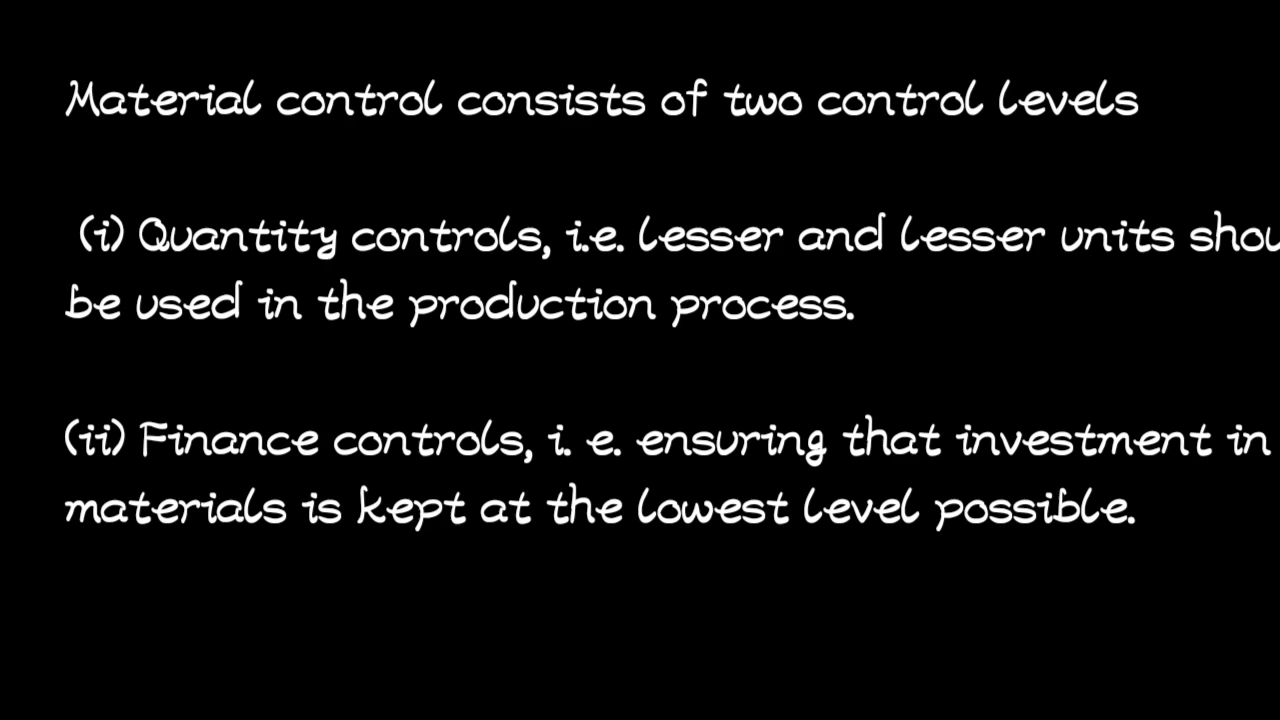 Material control consists of two control levels
(i) Quantity controls, i.e. lesser and lesser units
be used in the production process.
(ii) Finance controls, i. e. ensuring that investment in
materials is kept at the lowest level possible.